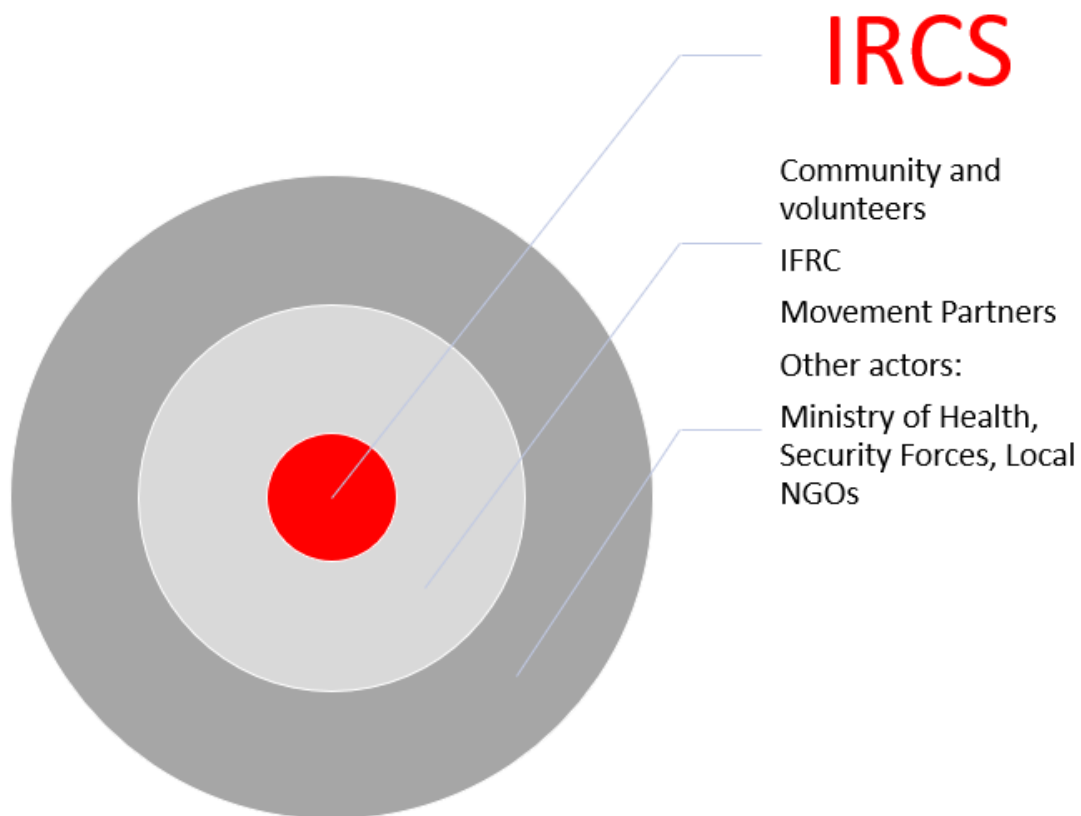 IRCS
Community and
volunteers
IFRC
Movement Partners
Other actors:
Ministry of Health,
Security Forces, Local
NGOs